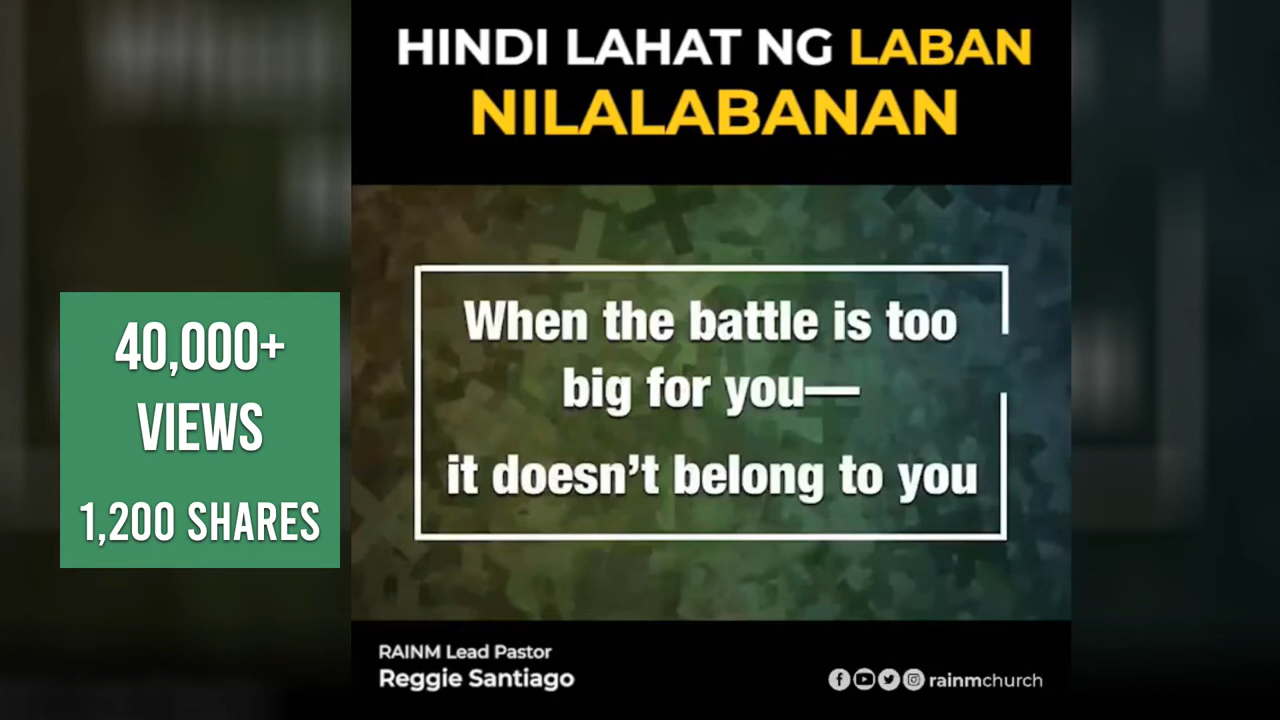 HINDI LAHAT NG LABAN
NILALABANAN
40,000+
VIEWS
1,200 SHARES
When the battle is too
big for you—
it doesn't belong to you
RAINM Lead Pastor
Reggie Santiago
rainmchurch